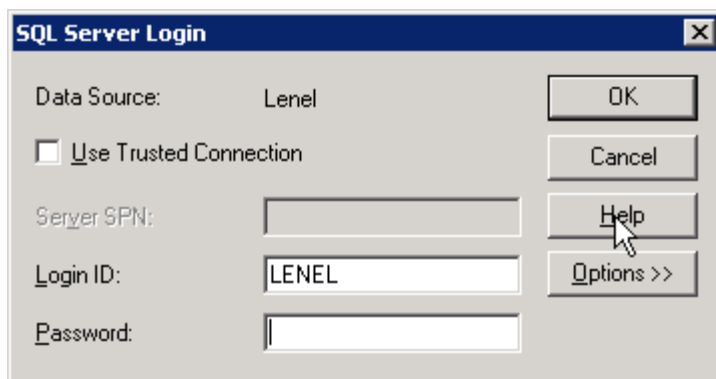 SQL Server Login
Data Source: Lenel OK
Use Trusted Connection Cancel
Server SPN: Help
Login ID: LENEL Options >>
Password: